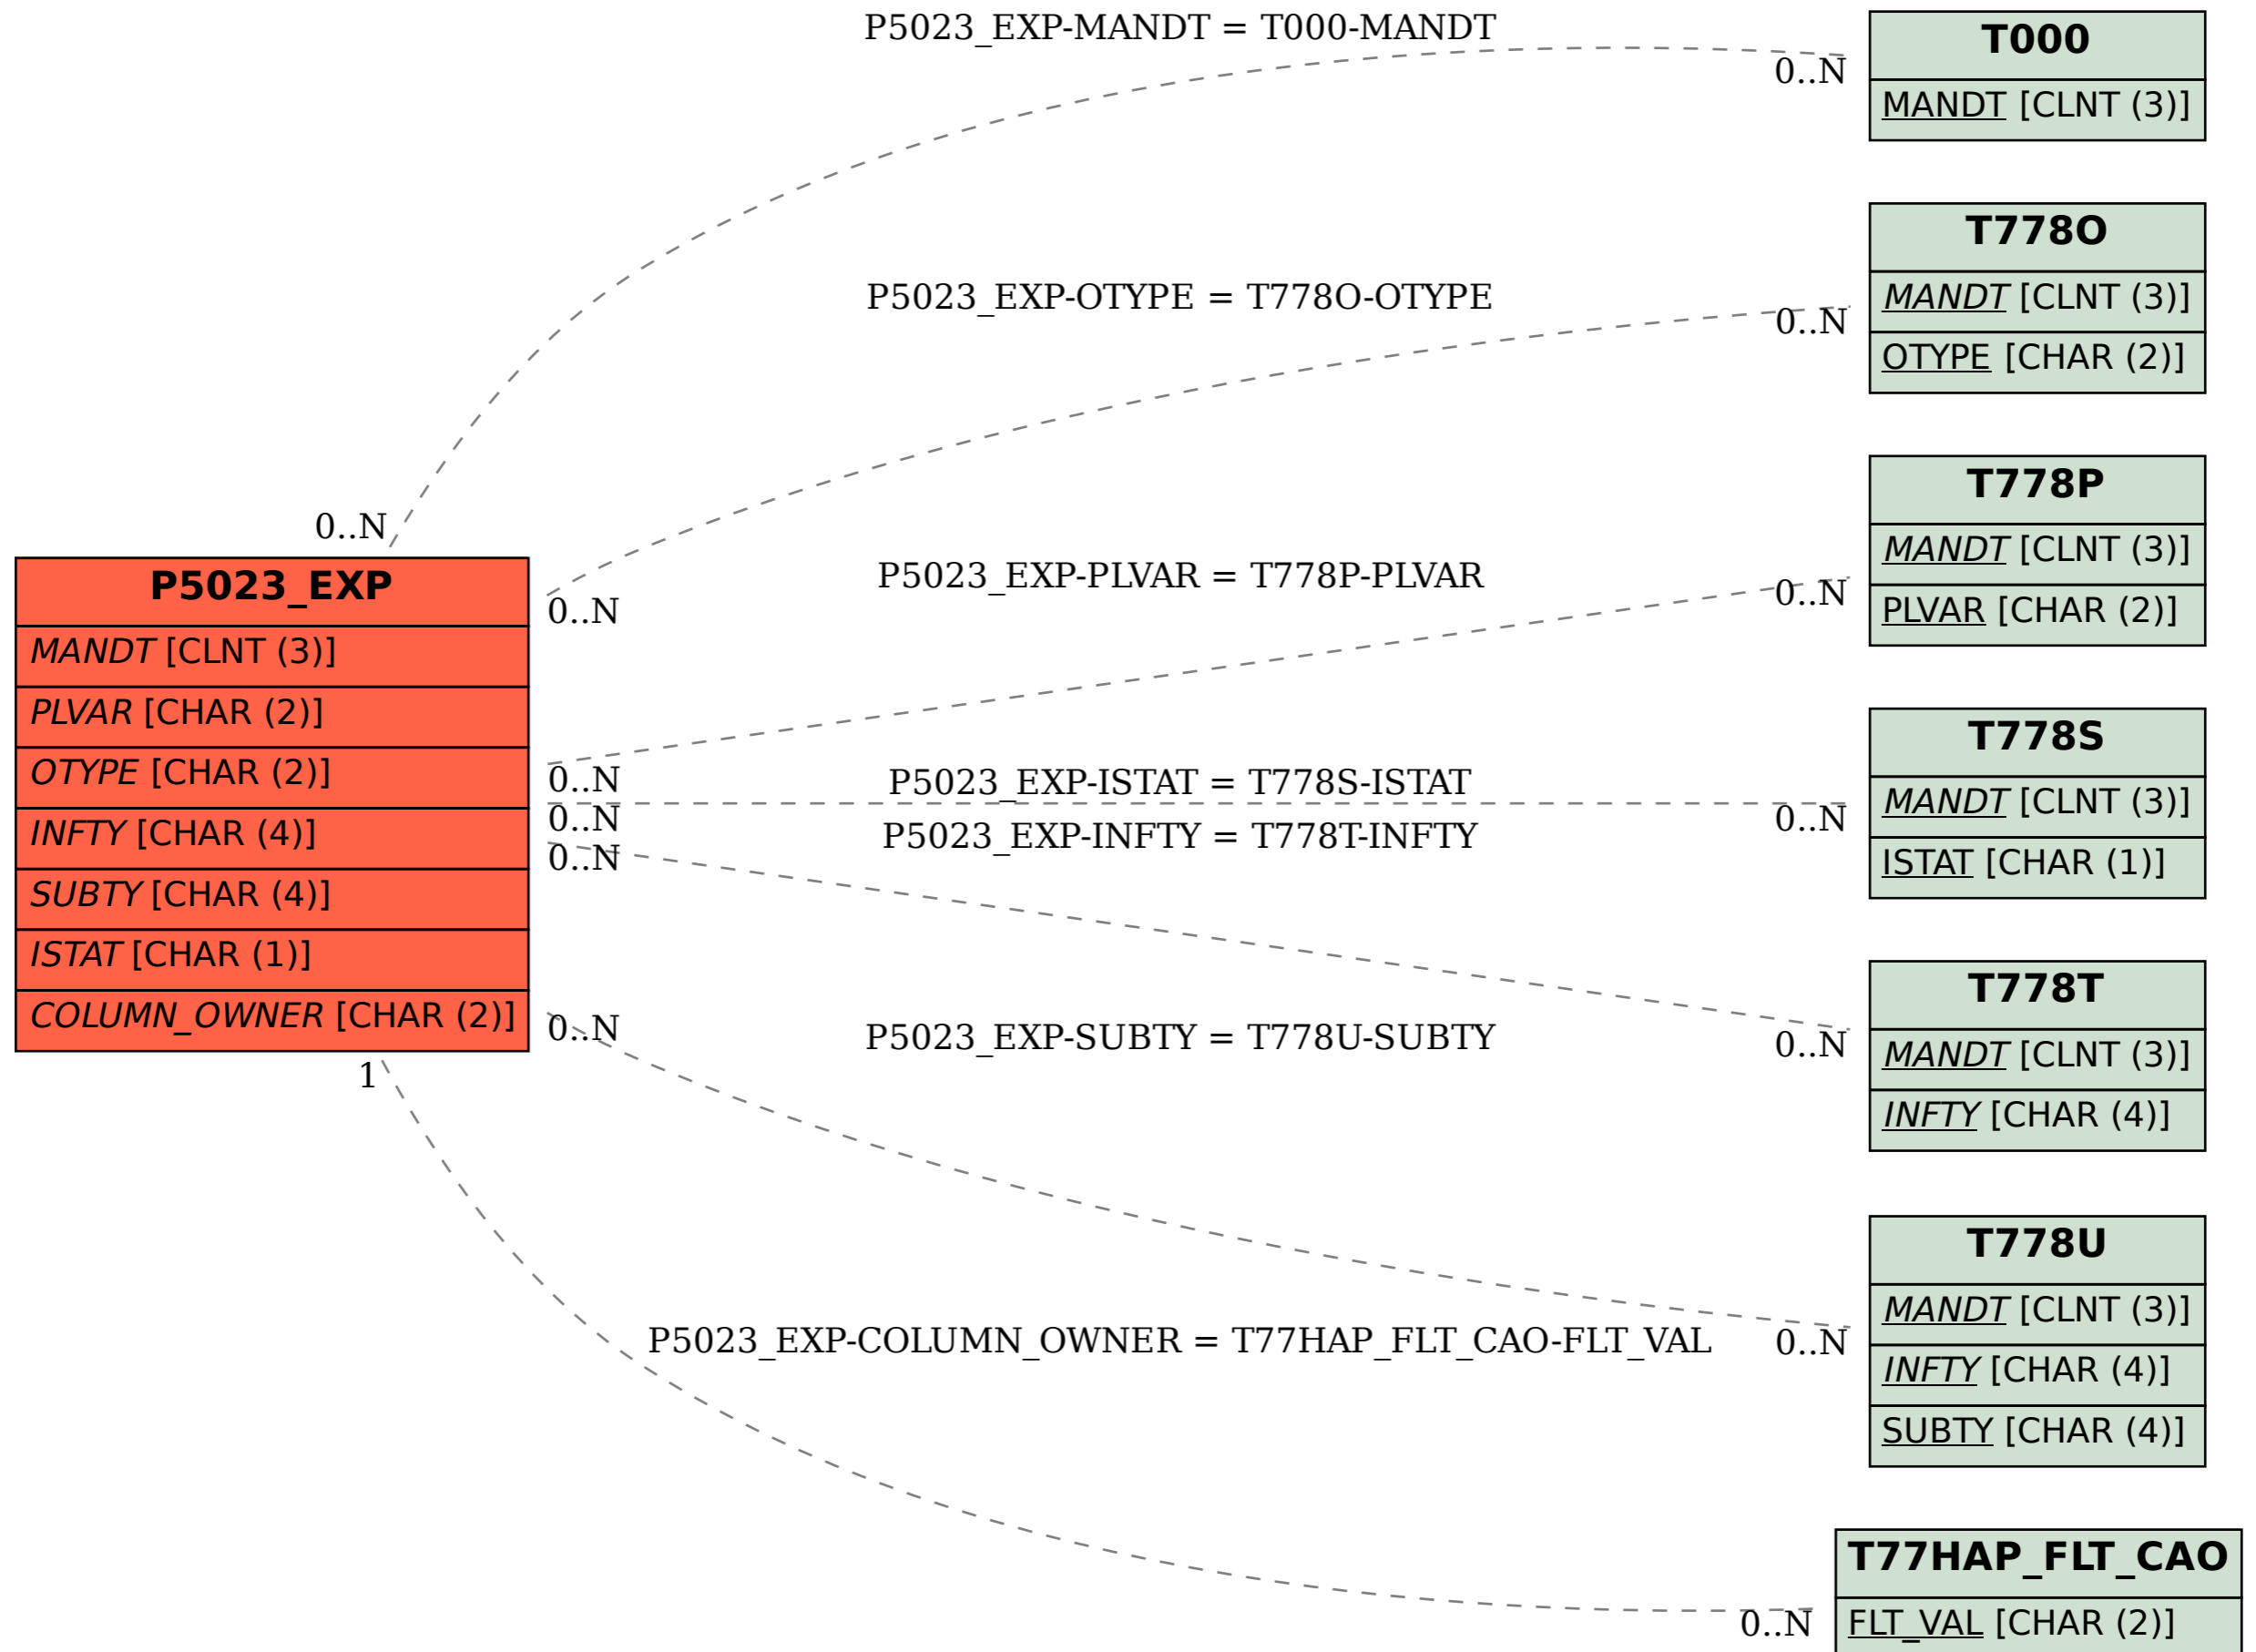 P5023_EXP-MANDT = T000-MANDT
0..N
T000
MANDT [CLNT (3)]
0..N
P5023_EXP-OTYPE = T778O-OTYPE
0..N
0..N
T778O
MANDT [CLNT (3)]
OTYPE [CHAR (2)]
P5023_EXP
MANDT [CLNT (3)]
PLVAR [CHAR (2)]
OTYPE [CHAR (2)]
INFTY [CHAR (4)]
SUBTY [CHAR (4)]
ISTAT [CHAR (1)]
COLUMN_OWNER [CHAR (2)]
P5023_EXP-PLVAR = T778P-PLVAR
0..N
0..N
T778P
MANDT [CLNT (3)]
PLVAR [CHAR (2)]
P5023_EXP-ISTAT = T778S-ISTAT
0..N
0..N
T778S
MANDT [CLNT (3)]
ISTAT [CHAR (1)]
P5023_EXP-INFTY = T778T-INFTY
0..N
0..N
T778T
MANDT [CLNT (3)]
INFTY [CHAR (4)]
P5023_EXP-SUBTY = T778U-SUBTY
0..N
0..N
T778U
MANDT [CLNT (3)]
INFTY [CHAR (4)]
SUBTY [CHAR (4)]
1
P5023_EXP-COLUMN_OWNER = T77HAP_FLT_CAO-FLT_VAL
0..N
T77HAP_FLT_CAO
FLT_VAL [CHAR (2)]